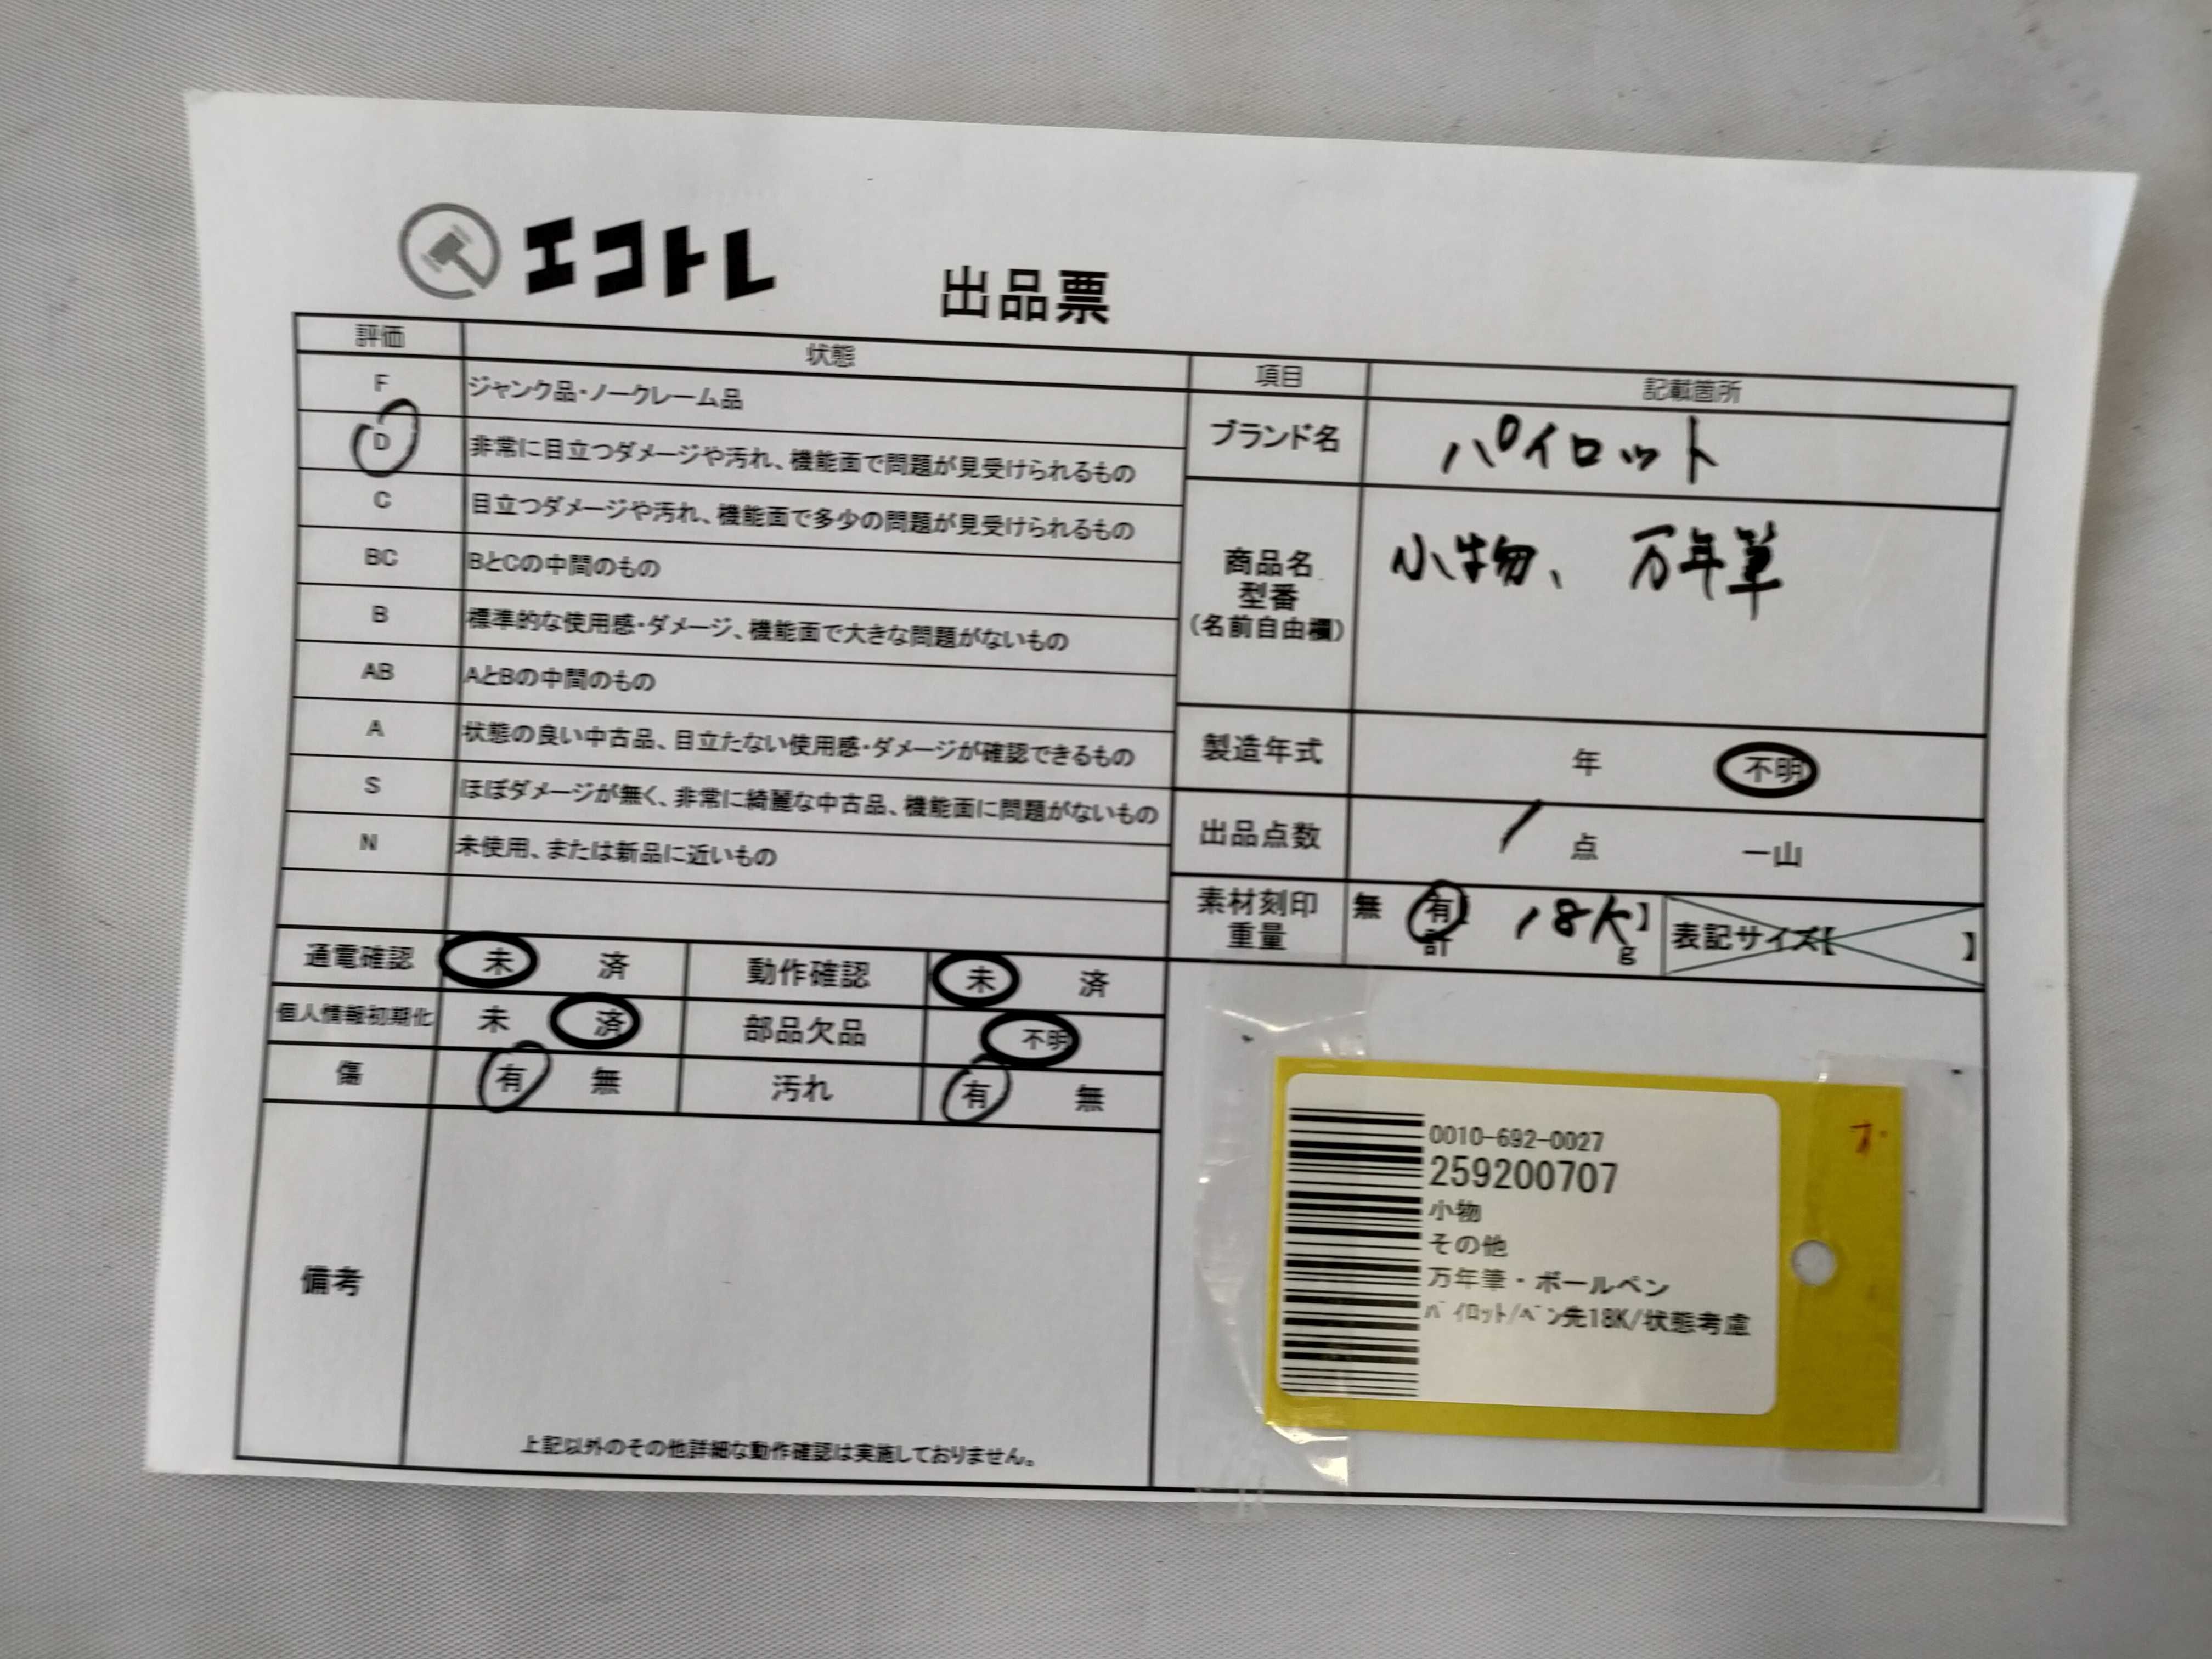 エコトレ
出品票
評価 状態
F ジャンク品・ノークレーム品
D 非常に目立つダメージや汚れ、機能面で問題が見受けられるもの
C 目立つダメージや汚れ、機能面で多少の問題が見受けられるもの
BC BとCの中間のもの
B 標準的な使用感・ダメージ、機能面で大きな問題がないもの
AB AとBの中間のもの
A 状態の良い中古品、目立たない使用感・ダメージが確認できるもの
S ほぼダメージが無く、非常に綺麗な中古品、機能面に問題がないもの
N 未使用、または新品に近いもの
通電確認 未 済 動作確認 未 済
個人情報初期化 未 済 部品欠品 不明
傷 有 無 汚れ 有 無
備考
上記以外のその他詳細な動作確認は実施しておりません。
項目 記載箇所
ブランド名 パイロット
商品名
型番
(名前自由欄)
小物、万年筆
製造年式 年 不明
出品点数 1 点 一山
素材刻印
重量
無 有 18K】
計 g
表記サイズ【 】
0010-692-0027
259200707
小物
その他
万年筆・ボールペン
ﾊﾟｲﾛｯﾄ/ﾍﾟﾝ先18K/状態考慮